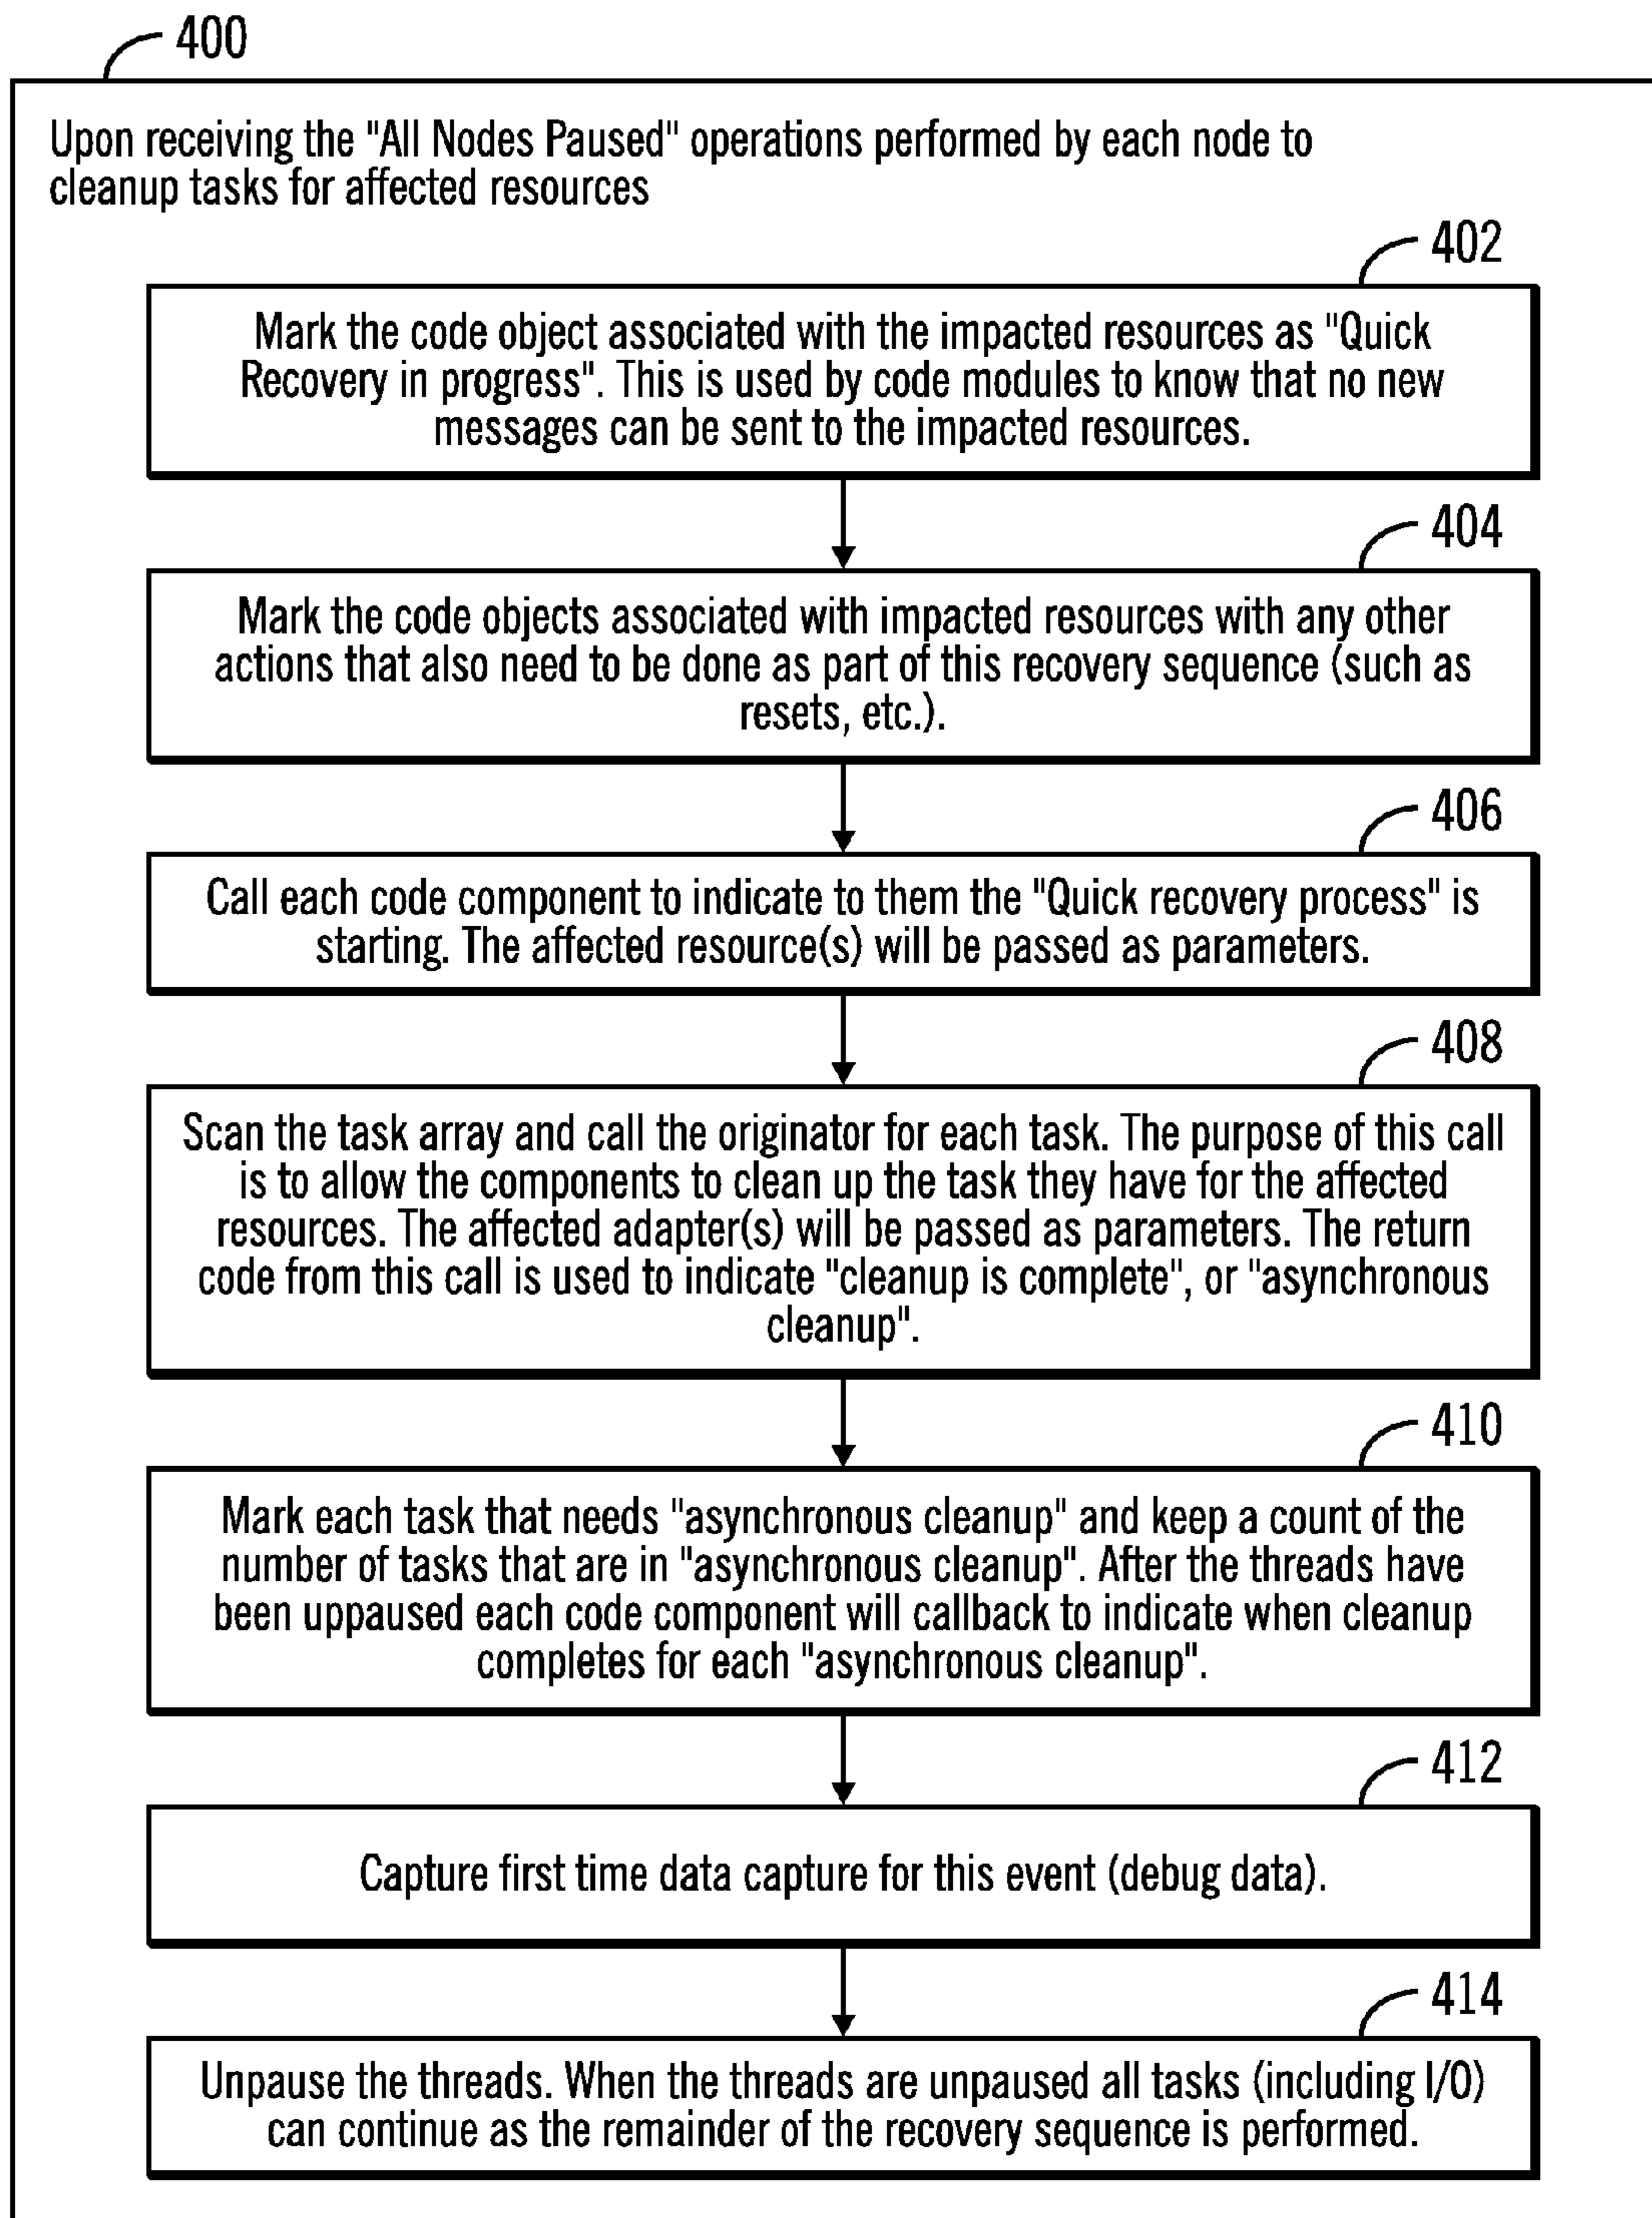 400
Upon receiving the "All Nodes Paused" operations performed by each node to
cleanup tasks for affected resources
402
Mark the code object associated with the impacted resources as "Quick
Recovery in progress". This is used by code modules to know that no new
messages can be sent to the impacted resources.
404
Mark the code objects associated with impacted resources with any other
actions that also need to be done as part of this recovery sequence (such as
resets, etc.).
406
Call each code component to indicate to them the "Quick recovery process" is
starting. The affected resource(s) will be passed as parameters.
408
Scan the task array and call the originator for each task. The purpose of this call
is to allow the components to clean up the task they have for the affected
resources. The affected adapter(s) will be passed as parameters. The return
code from this call is used to indicate "cleanup is complete", or "asynchronous
cleanup".
410
Mark each task that needs "asynchronous cleanup" and keep a count of the
number of tasks that are in "asynchronous cleanup". After the threads have
been uppaused each code component will callback to indicate when cleanup
completes for each "asynchronous cleanup".
412
Capture first time data capture for this event (debug data).
414
Unpause the threads. When the threads are unpaused all tasks (including I/O)
can continue as the remainder of the recovery sequence is performed.